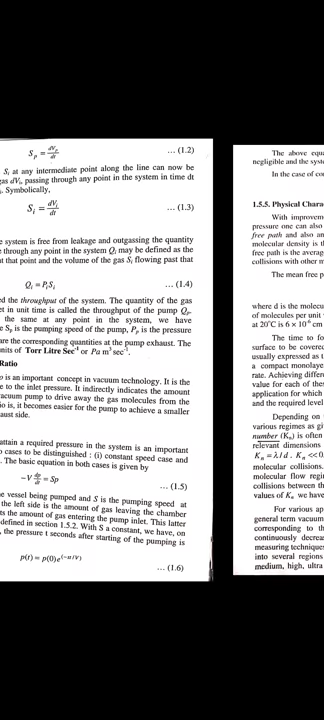 S_p = dV_p/dt ... (1.2)
S_i at any intermediate point along the line can now be
gas dV_i, passing through any point in the system in time dt
. Symbolically,
S_i = dV_i/dt ... (1.3)
e system is free from leakage and outgassing the quantity
through any point in the system Q_i may be defined as the
at that point and the volume of the gas S_i flowing past that
Q_i = P_i S_i ... (1.4)
ed the throughput of the system. The quantity of the gas
et in unit time is called throughput of the pump Q_p.
the same at any point in the system, we have
e S_p is the pumping speed of the pump, P_p is the pressure
are the corresponding quantities at the pump exhaust. The
units of Torr Litre Sec⁻¹ or Pa m³ sec⁻¹.
Ratio
o is an important concept in vacuum technology. It is the
e to the inlet pressure. It indirectly indicates the amount
vacuum pump to drive away the gas molecules from the
tio is, it becomes easier for the pump to achieve a smaller
aust side.
attain a required pressure in the system is an important
o cases to be distinguished : (i) constant speed case and
. The basic equation in both cases is given by
−V dp/dt = Sp ... (1.5)
he vessel being pumped and S is the pumping speed at
the left side is the amount of gas leaving the chamber
ts the amount of gas entering the pump inlet. This latter
defined in section 1.5.2. With S a constant, we have, on
, the pressure t seconds after starting of the pumping is
p(t) = p(0)e^(−st/V) ... (1.6)
The above equa
negligible and the syste
In the case of con
1.5.5. Physical Charac
With improvem
pressure one can also
free path and also an
molecular density is th
free path is the average
collisions with other m
The mean free p
where d is the molecu
of molecules per unit v
at 20°C is 6 × 10
cm
The time to fo
surface to be covered
usually expressed as t
a compact monolaye
rate. Achieving differ
value for each of thes
application for which
and the required level
Depending on
various regimes as giv
number (K_n) is often
relevant dimensions
K_n = λ / d . K_n <<0.
molecular collisions.
molecular flow regim
collisions between th
values of K_n we have
For various ap
general term vacuum
corresponding to th
continuously decreas
measuring techniques
into several regions
medium, high, ultra